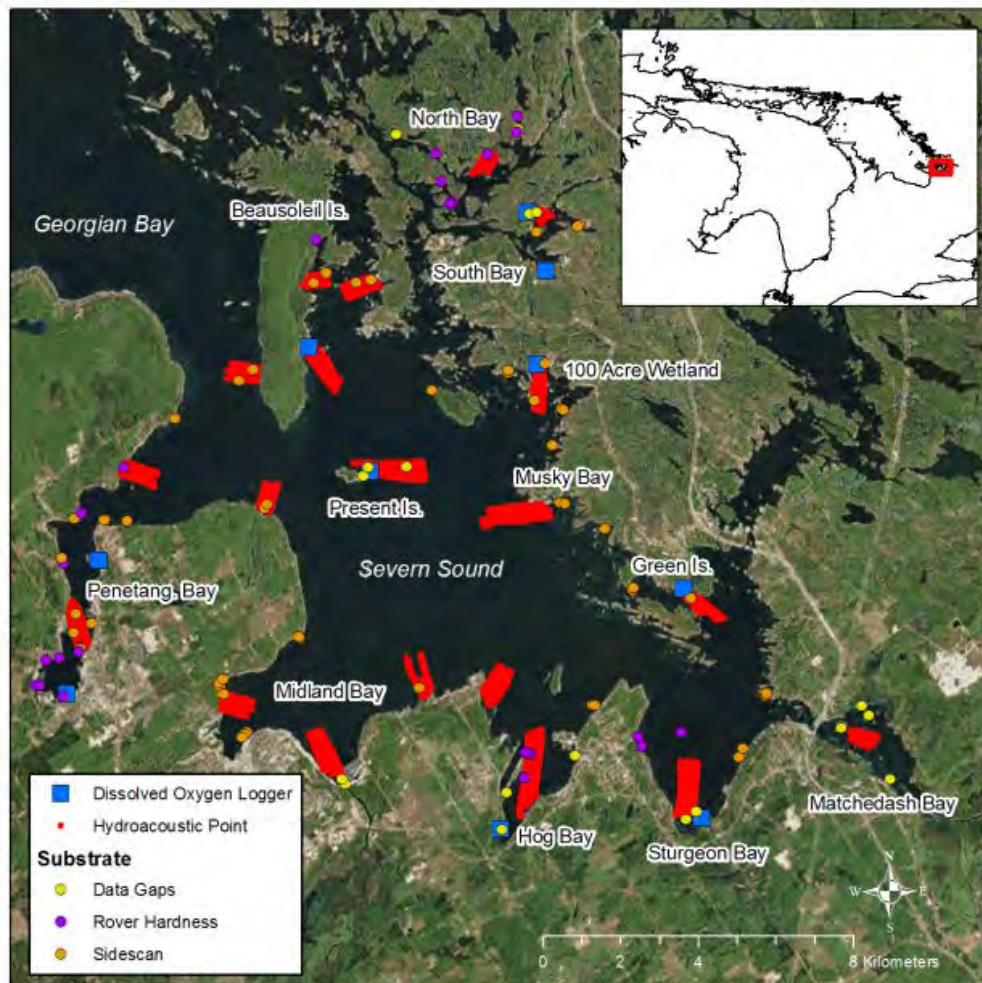 North Bay
Beausoleil Is.
Georgian Bay
South Bay
100 Acre Wetland
Musky Bay
Present Is.
Severn Sound
Green Is.
Penetang. Bay
Midland Bay
Matchedash Bay
Hog Bay
Sturgeon Bay
Dissolved Oxygen Logger
Hydroacoustic Point
Substrate
Data Gaps
Rover Hardness
Sidescan
N
W E
S
0 2 4 8 Kilometers